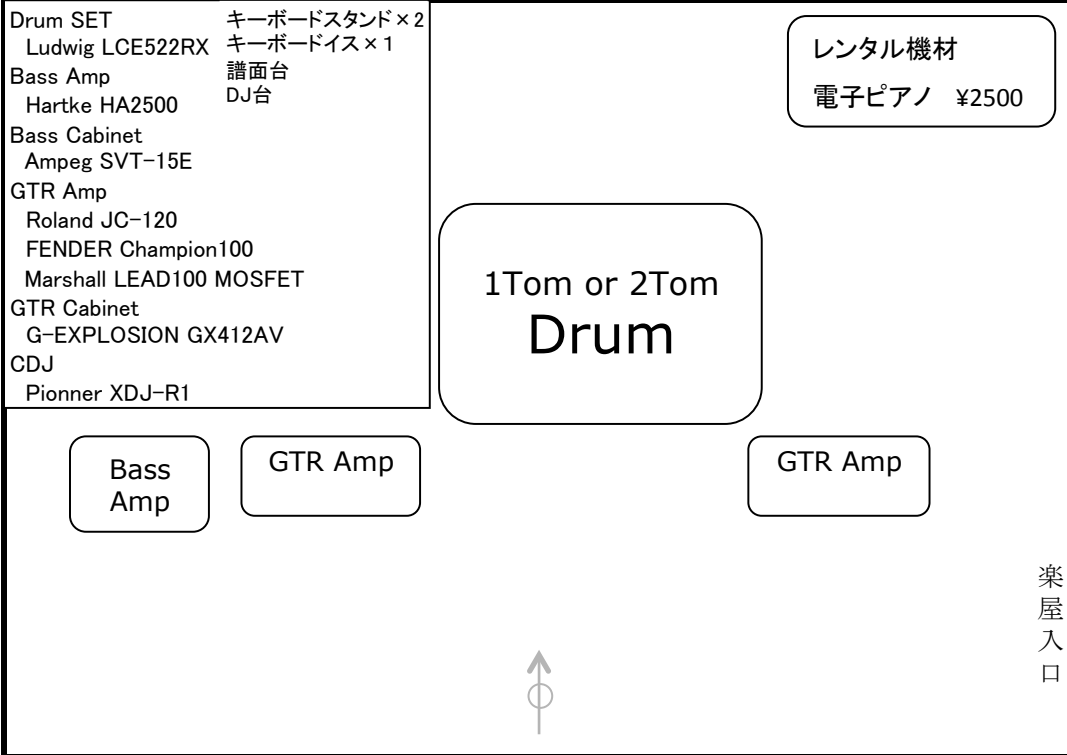 Drum SET
Ludwig LCE522RX
Bass Amp
Hartke HA2500
Bass Cabinet
Ampeg SVT-15E
GTR Amp
Roland JC-120
FENDER Champion100
Marshall LEAD100 MOSFET
GTR Cabinet
G-EXPLOSION GX412AV
CDJ
Pionner XDJ-R1
キーボードスタンド×2
キーボードイス×1
譜面台
DJ台
レンタル機材
電子ピアノ ¥2500
1Tom or 2Tom
Drum
Bass
Amp
GTR Amp
GTR Amp
楽屋入口